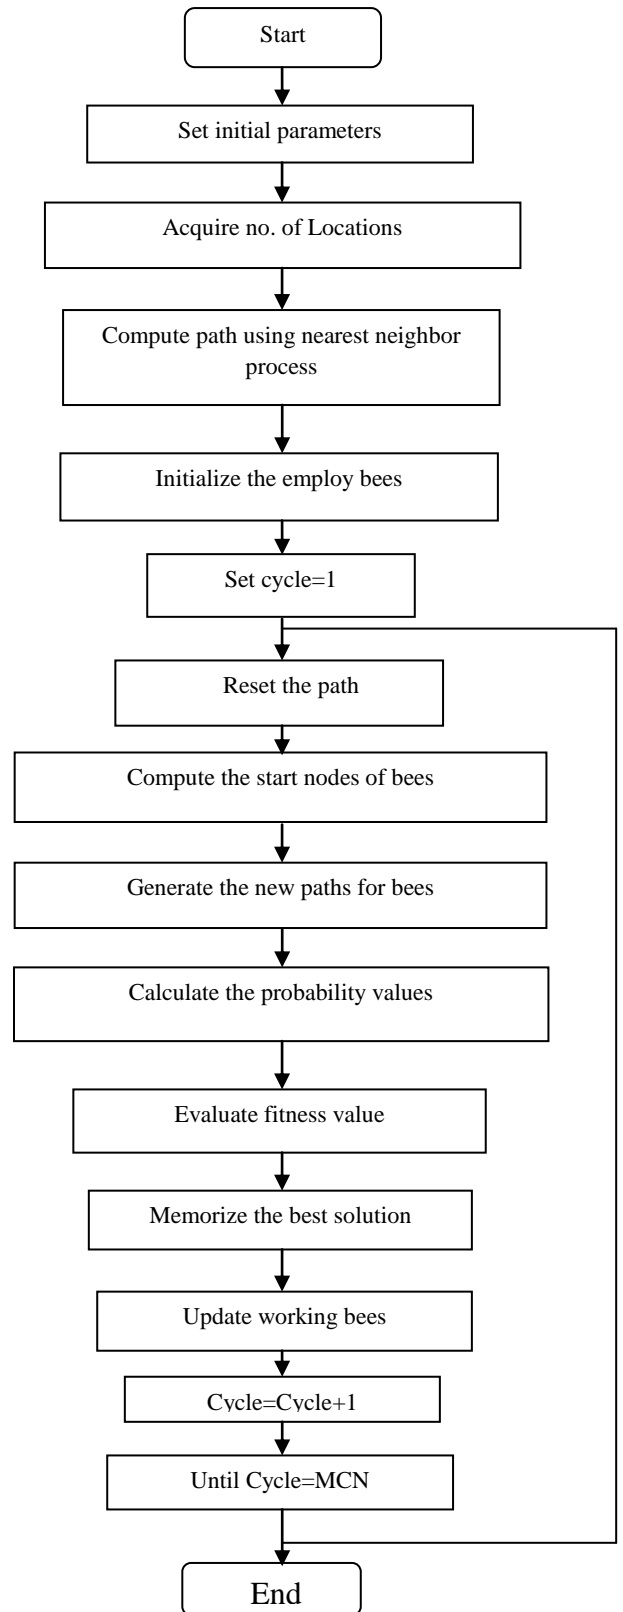 Start
Set initial parameters
Acquire no. of Locations
Compute path using nearest neighbor
process
Initialize the employ bees
Set cycle=1
Reset the path
Compute the start nodes of bees
Generate the new paths for bees
Calculate the probability values
Evaluate fitness value
Memorize the best solution
Update working bees
Cycle=Cycle+1
Until Cycle=MCN
End